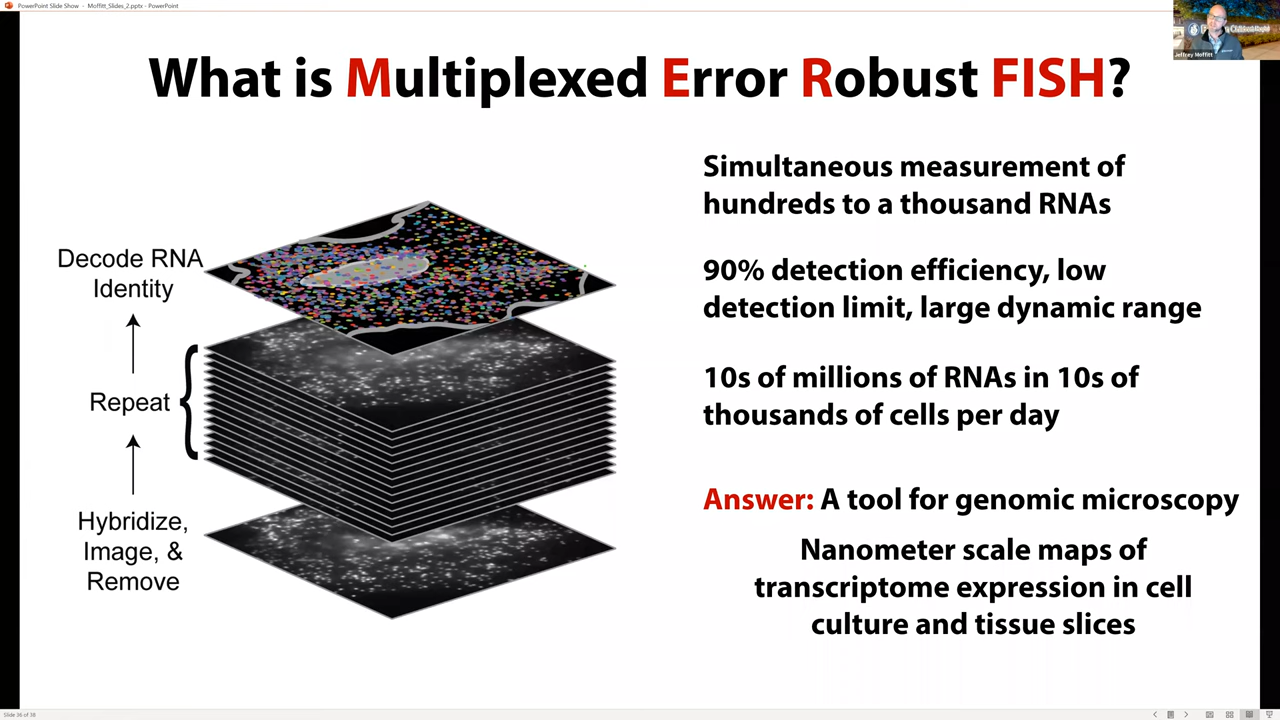 PowerPoint Slide Show - Moffitt_Slides_2.pptx - PowerPoint
Jeffrey Moffitt
What is Multiplexed Error Robust FISH?
Simultaneous measurement of
hundreds to a thousand RNAs
90% detection efficiency, low
detection limit, large dynamic range
10s of millions of RNAs in 10s of
thousands of cells per day
Answer: A tool for genomic microscopy
Nanometer scale maps of
transcriptome expression in cell
culture and tissue slices
Decode RNA
Identity
Repeat
Hybridize,
Image, &
Remove
Slide 36 of 38